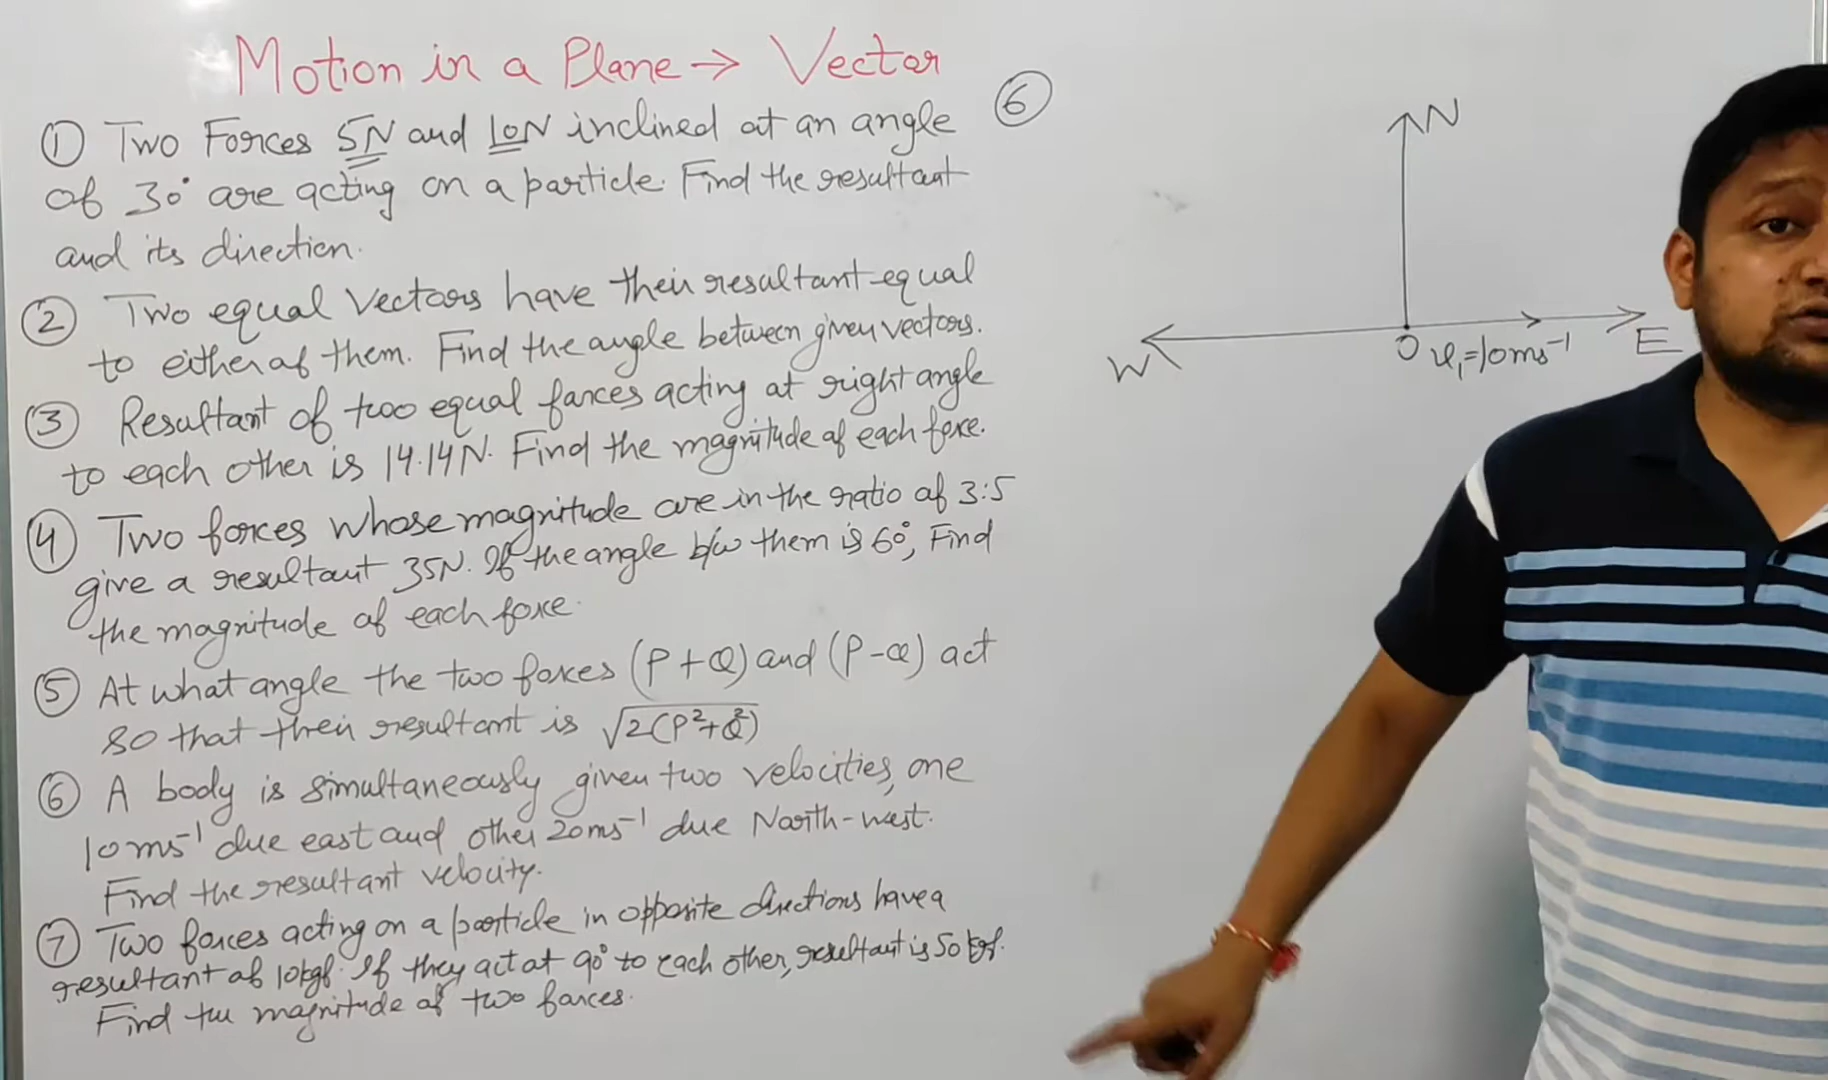 Motion in a Plane → Vector
① Two Forces 5N and 10N inclined at an angle
of 30° are acting on a particle. Find the resultant
and its direction.
② Two equal Vectors have their resultant equal
to either of them. Find the angle between given vectors.
③ Resultant of two equal forces acting at right angle
to each other is 14.14N. Find the magnitude of each force.
④ Two forces whose magnitude are in the ratio of 3:5
give a resultant 35N. If the angle b/w them is 60°, Find
the magnitude of each force.
⑤ At what angle the two forces (P+Q) and (P-Q) act
so that their resultant is √2(P²+Q²)
⑥ A body is simultaneously given two velocities, one
10ms⁻¹ due east and other 20ms⁻¹ due North-west.
Find the resultant velocity.
⑦ Two forces acting on a particle in opposite directions have a
resultant of 10kgf. If they act at 90° to each other, resultant is 50 kgf.
Find the magnitude of two forces.
⑥
N
W
O
v₁=10ms⁻¹
E